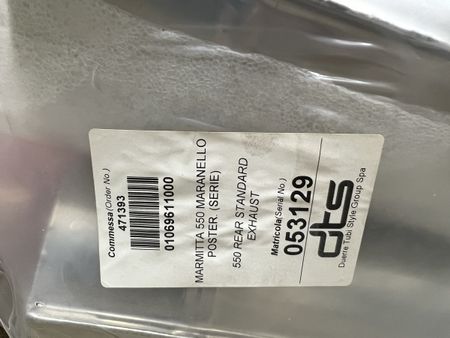 Commessa(Order No.)
471393
01069611000
MARMITTA 550 MARANELLO
POSTER. (SERIE)
550 REAR STANDARD
EXHAUST
Matricola(Serial No.)
053129
dts
Duerre Tubi Style Group Spa